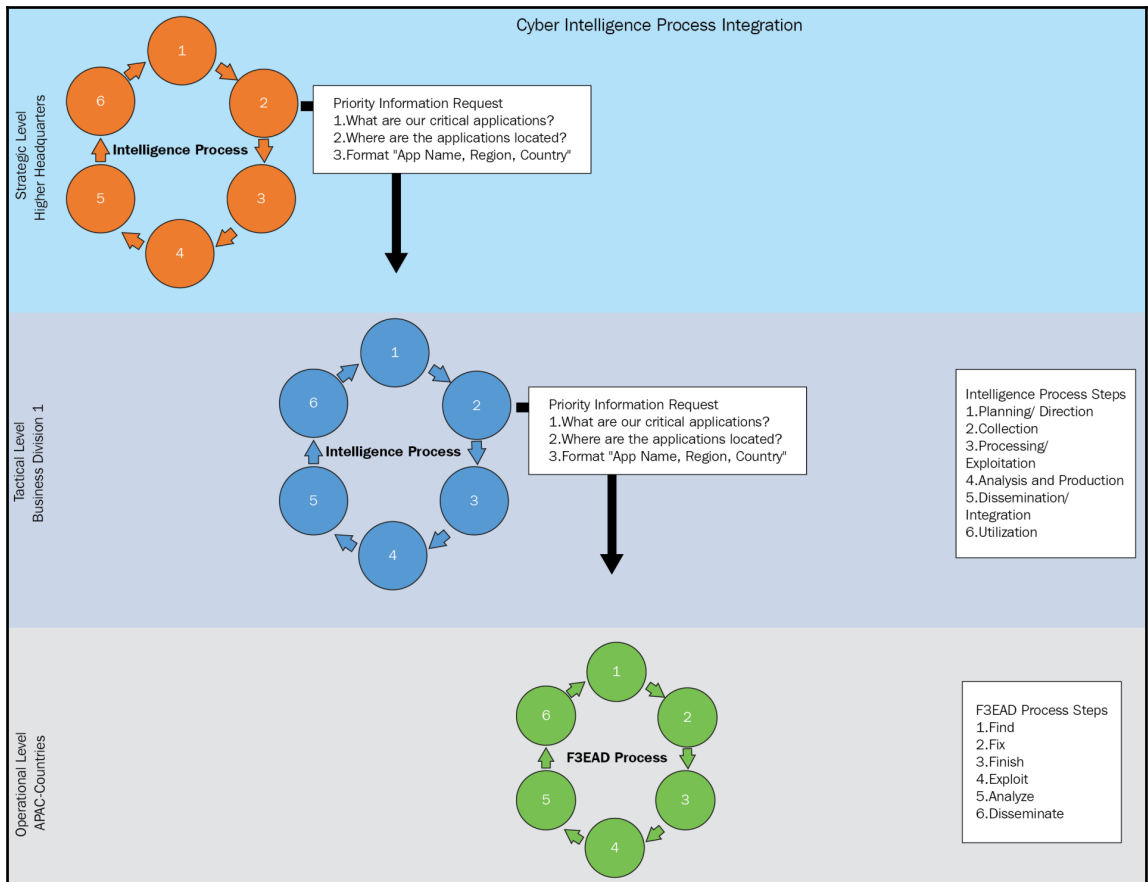 Cyber Intelligence Process Integration
Strategic Level
Higher Headquarters
1
2
3
4
5
6
Intelligence Process
Priority Information Request
1.What are our critical applications?
2.Where are the applications located?
3.Format "App Name, Region, Country"
Tactical Level
Business Division 1
1
2
3
4
5
6
Intelligence Process
Priority Information Request
1.What are our critical applications?
2.Where are the applications located?
3.Format "App Name, Region, Country"
Intelligence Process Steps
1.Planning/ Direction
2.Collection
3.Processing/
Exploitation
4.Analysis and Production
5.Dissemination/
Integration
6.Utilization
Operational Level
APAC-Countries
1
2
3
4
5
6
F3EAD Process
F3EAD Process Steps
1.Find
2.Fix
3.Finish
4.Exploit
5.Analyze
6.Disseminate